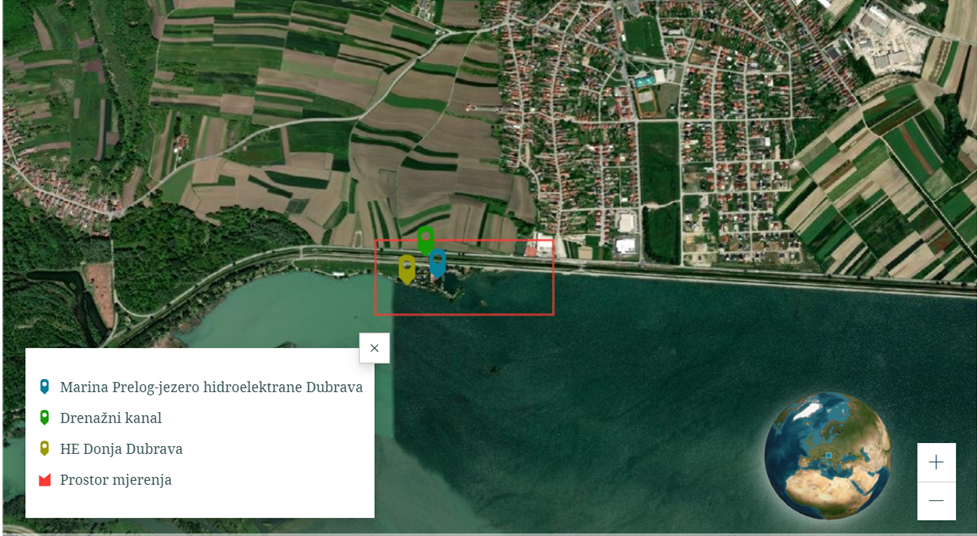 Marina Prelog-jezero hidroelektrane Dubrava
Drenažni kanal
HE Donja Dubrava
Prostor mjerenja